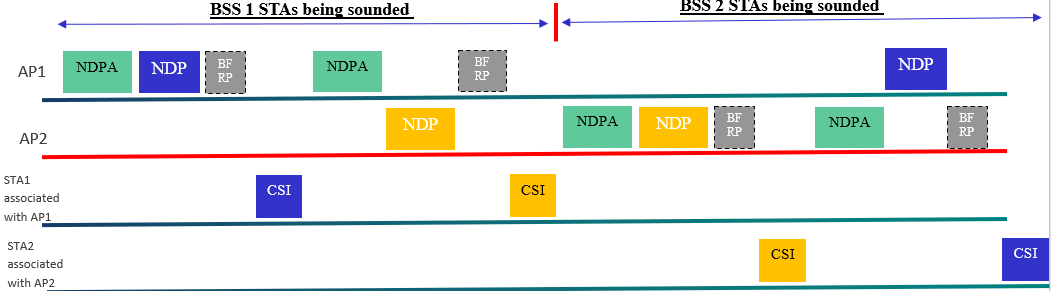 BSS 1 STAs being sounded
BSS 2 STAs being sounded
AP1
NDPA
NDP
BF
RP
NDPA
BF
RP
NDP
AP2
NDP
NDPA
NDP
BF
RP
NDPA
BF
RP
STA1
associated
with AP1
CSI
CSI
STA2
associated
with AP2
CSI
CSI